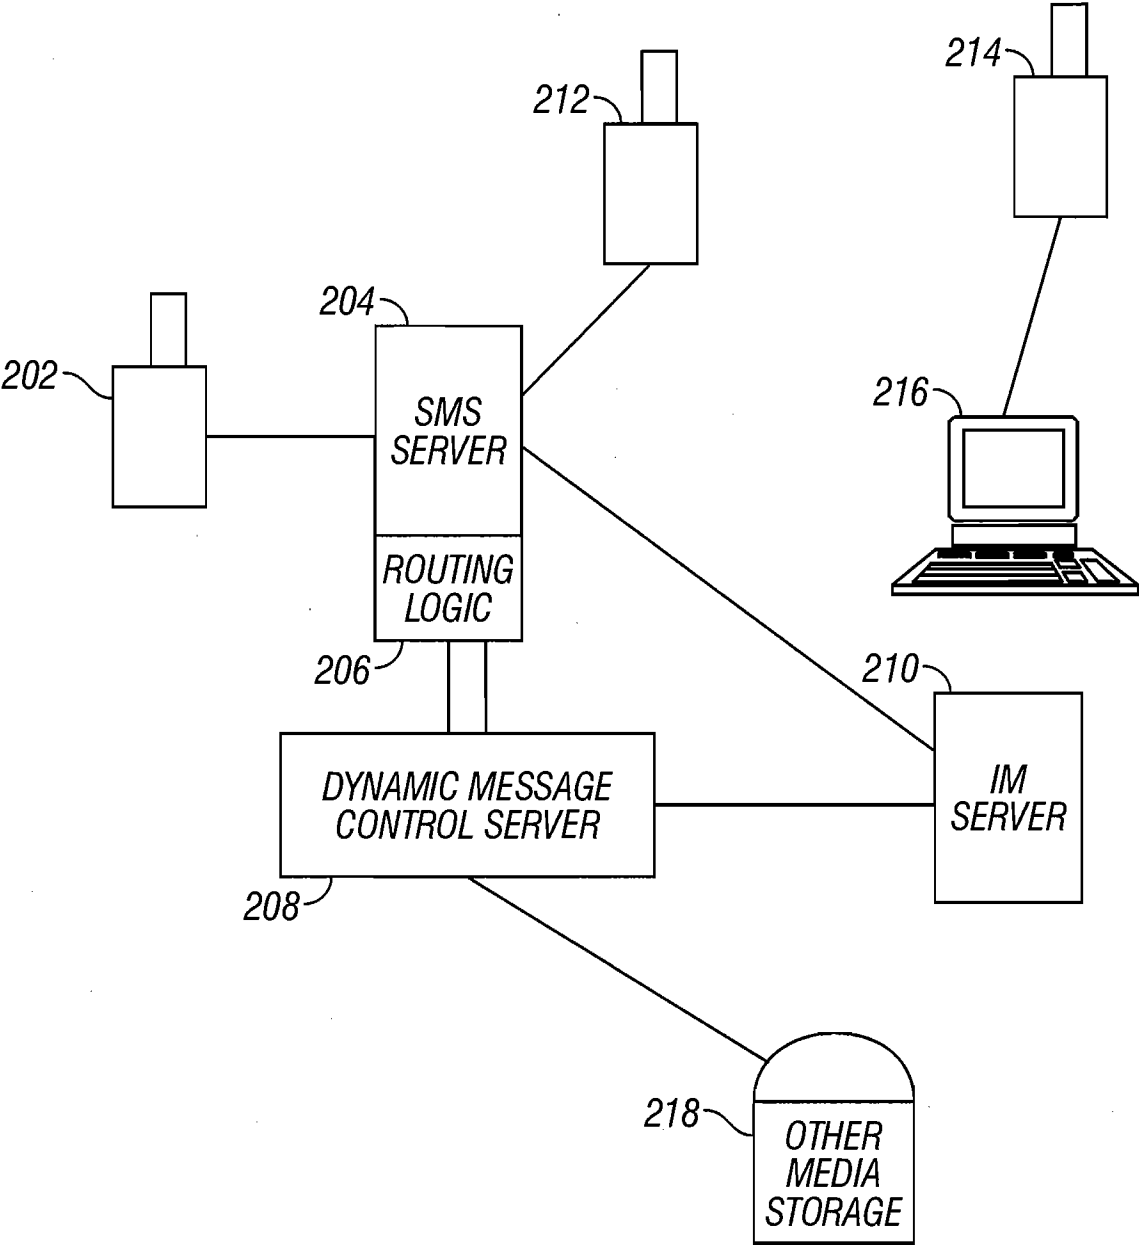 214
212
204
202
SMS
SERVER
216
ROUTING
LOGIC
206
210
DYNAMIC MESSAGE
CONTROL SERVER
IM
SERVER
208
218
OTHER
MEDIA
STORAGE